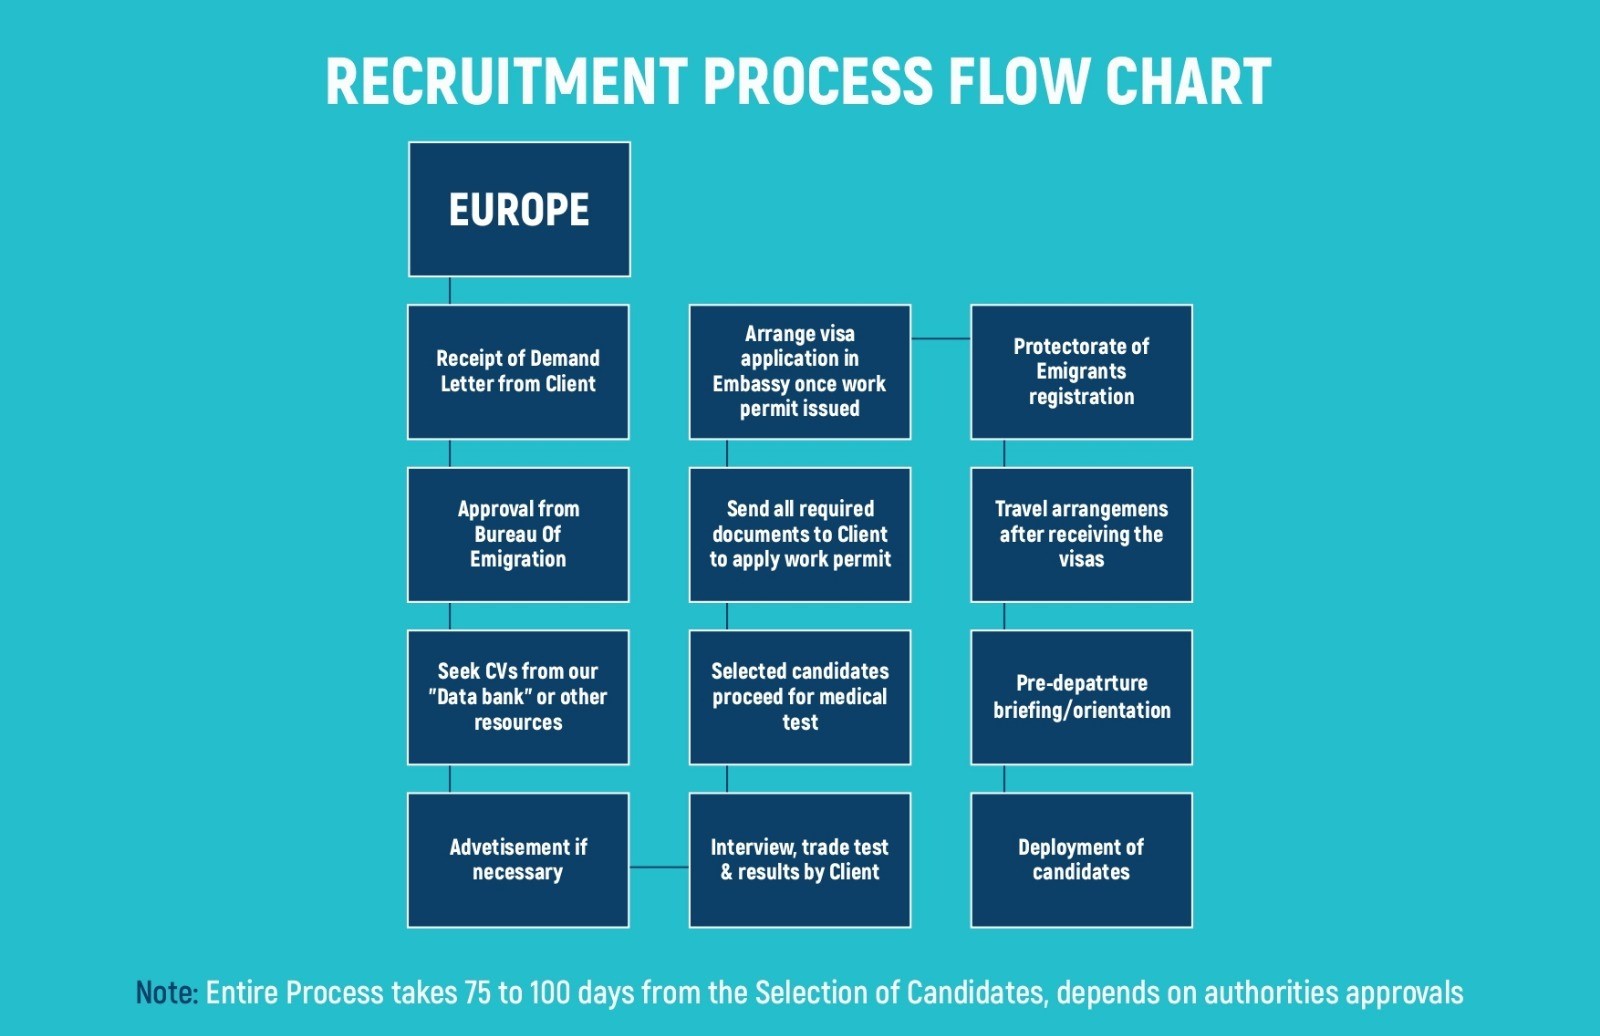 RECRUITMENT PROCESS FLOW CHART
EUROPE
Receipt of Demand
Letter from Client
Approval from
Bureau Of
Emigration
Seek CVs from our
"Data bank" or other
resources
Advetisement if
necessary
Interview, trade test
& results by Client
Selected candidates
proceed for medical
test
Send all required
documents to Client
to apply work permit
Arrange visa
application in
Embassy once work
permit issued
Protectorate of
Emigrants
registration
Travel arrangemens
after receiving the
visas
Pre-depatrture
briefing/orientation
Deployment of
candidates
Note: Entire Process takes 75 to 100 days from the Selection of Candidates, depends on authorities approvals